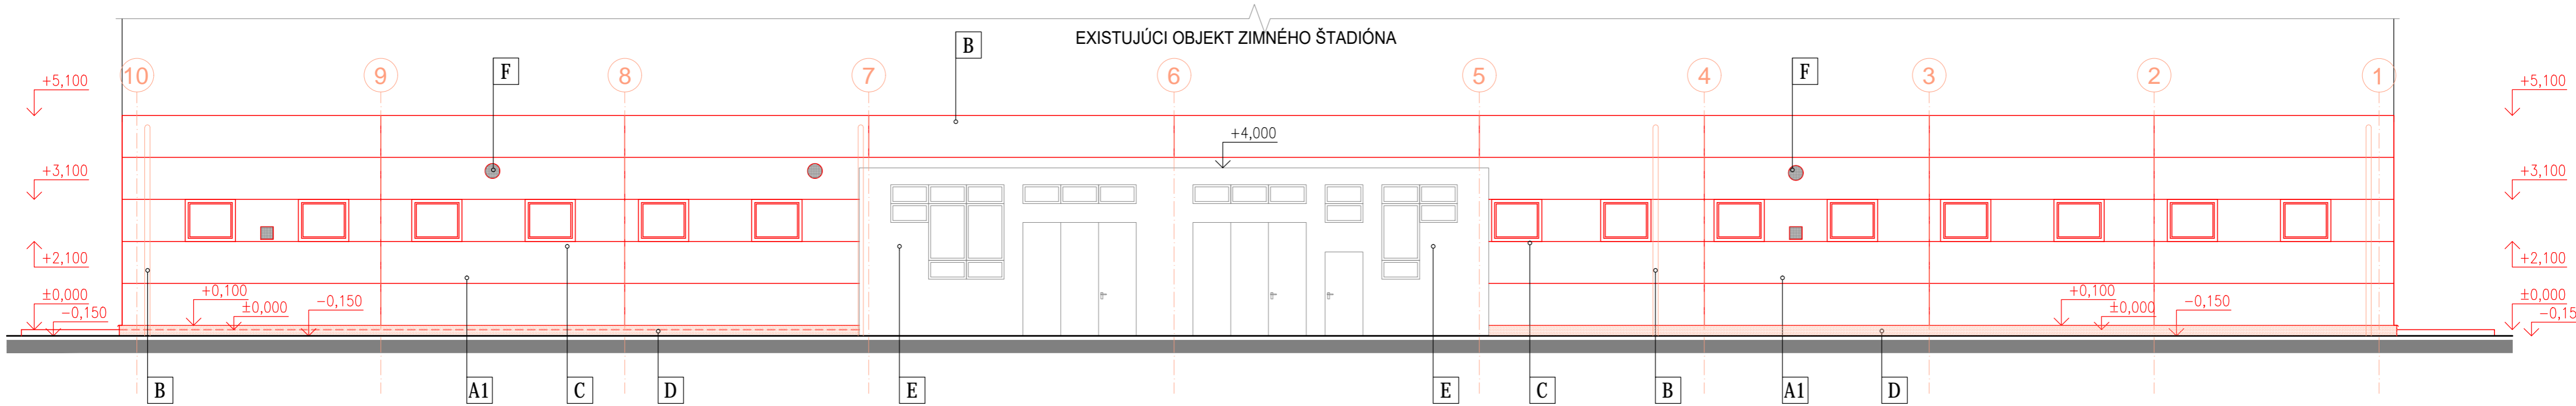 EXISTUJÚCI OBJEKT ZIMNÉHO ŠTADIÓNA
B
F
F
10
9
8
7
6
5
4
3
2
1
+5,100
+5,100
+4,000
+3,100
+3,100
+2,100
+2,100
±0,000
-0,150
+0,100
±0,000
-0,150
+0,100
±0,000
-0,150
±0,000
-0,15
B
A1
C
D
E
E
C
B
A1
D